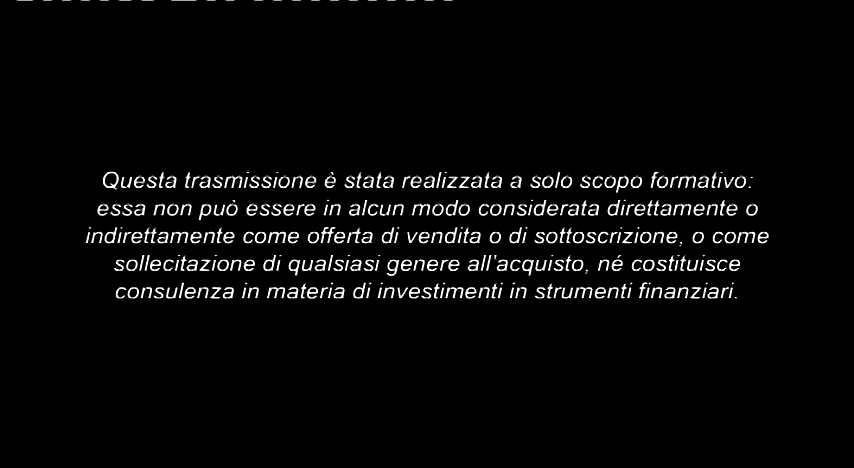 Questa trasmissione è stata realizzata a solo scopo formativo:
essa non può essere in alcun modo considerata direttamente o
indirettamente come offerta di vendita o di sottoscrizione, o come
sollecitazione di qualsiasi genere all'acquisto, né costituisce
consulenza in materia di investimenti in strumenti finanziari.